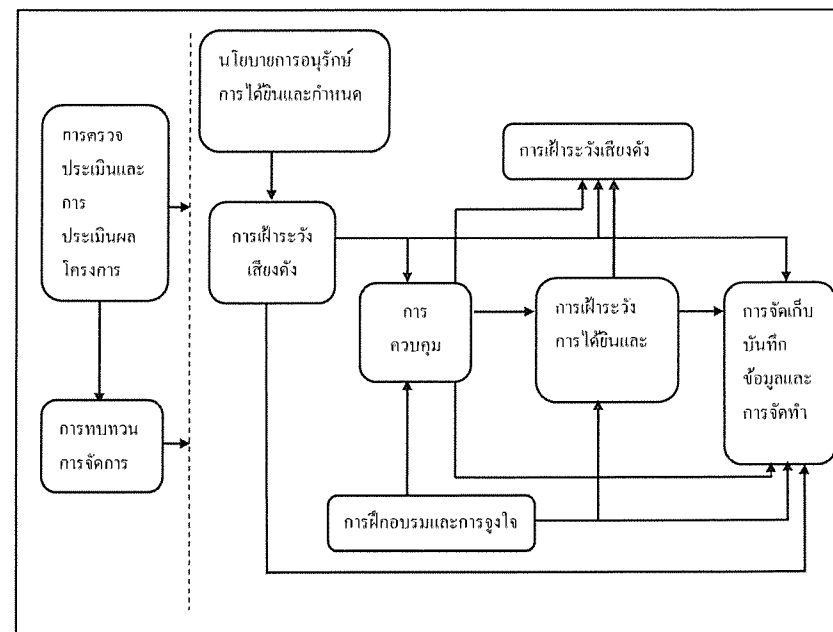 นโยบายการอนุรักษ์
การได้ยินและกำหนด
การตรวจ
ประเมินและ
การ
ประเมินผล
โครงการ
การเฝ้าระวังเสียงดัง
การเฝ้าระวัง
เสียงดัง
การ
ควบคุม
การเฝ้าระวัง
การได้ยินและ
การจัดเก็บ
บันทึก
ข้อมูลและ
การจัดทำ
การทบทวน
การจัดการ
การฝึกอบรมและการจูงใจ